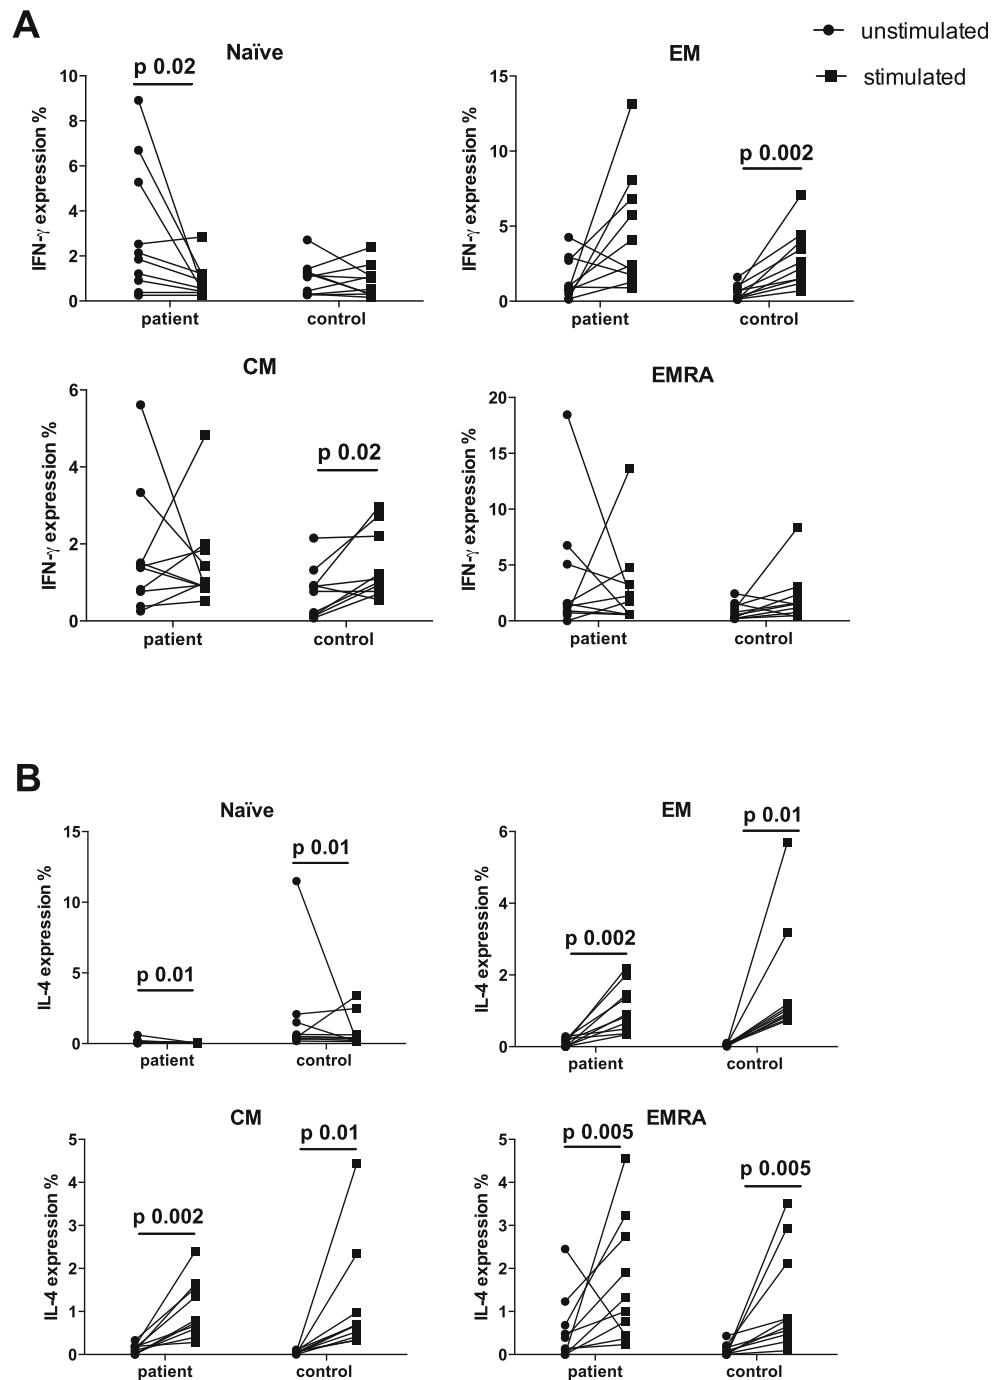 A
unstimulated
stimulated
Naïve
p 0.02
IFN-γ expression %
10
8
6
4
2
0
patient
control
EM
p 0.002
IFN-γ expression %
15
10
5
0
patient
control
CM
p 0.02
IFN-γ expression %
6
4
2
0
patient
control
EMRA
IFN-γ expression %
20
15
10
5
0
patient
control
B
Naïve
p 0.01
p 0.01
IL-4 expression %
15
10
5
0
patient
control
EM
p 0.01
p 0.002
IL-4 expression %
6
4
2
0
patient
control
CM
p 0.01
p 0.002
IL-4 expression %
5
4
3
2
1
0
patient
control
EMRA
p 0.005
p 0.005
IL-4 expression %
5
4
3
2
1
0
patient
control